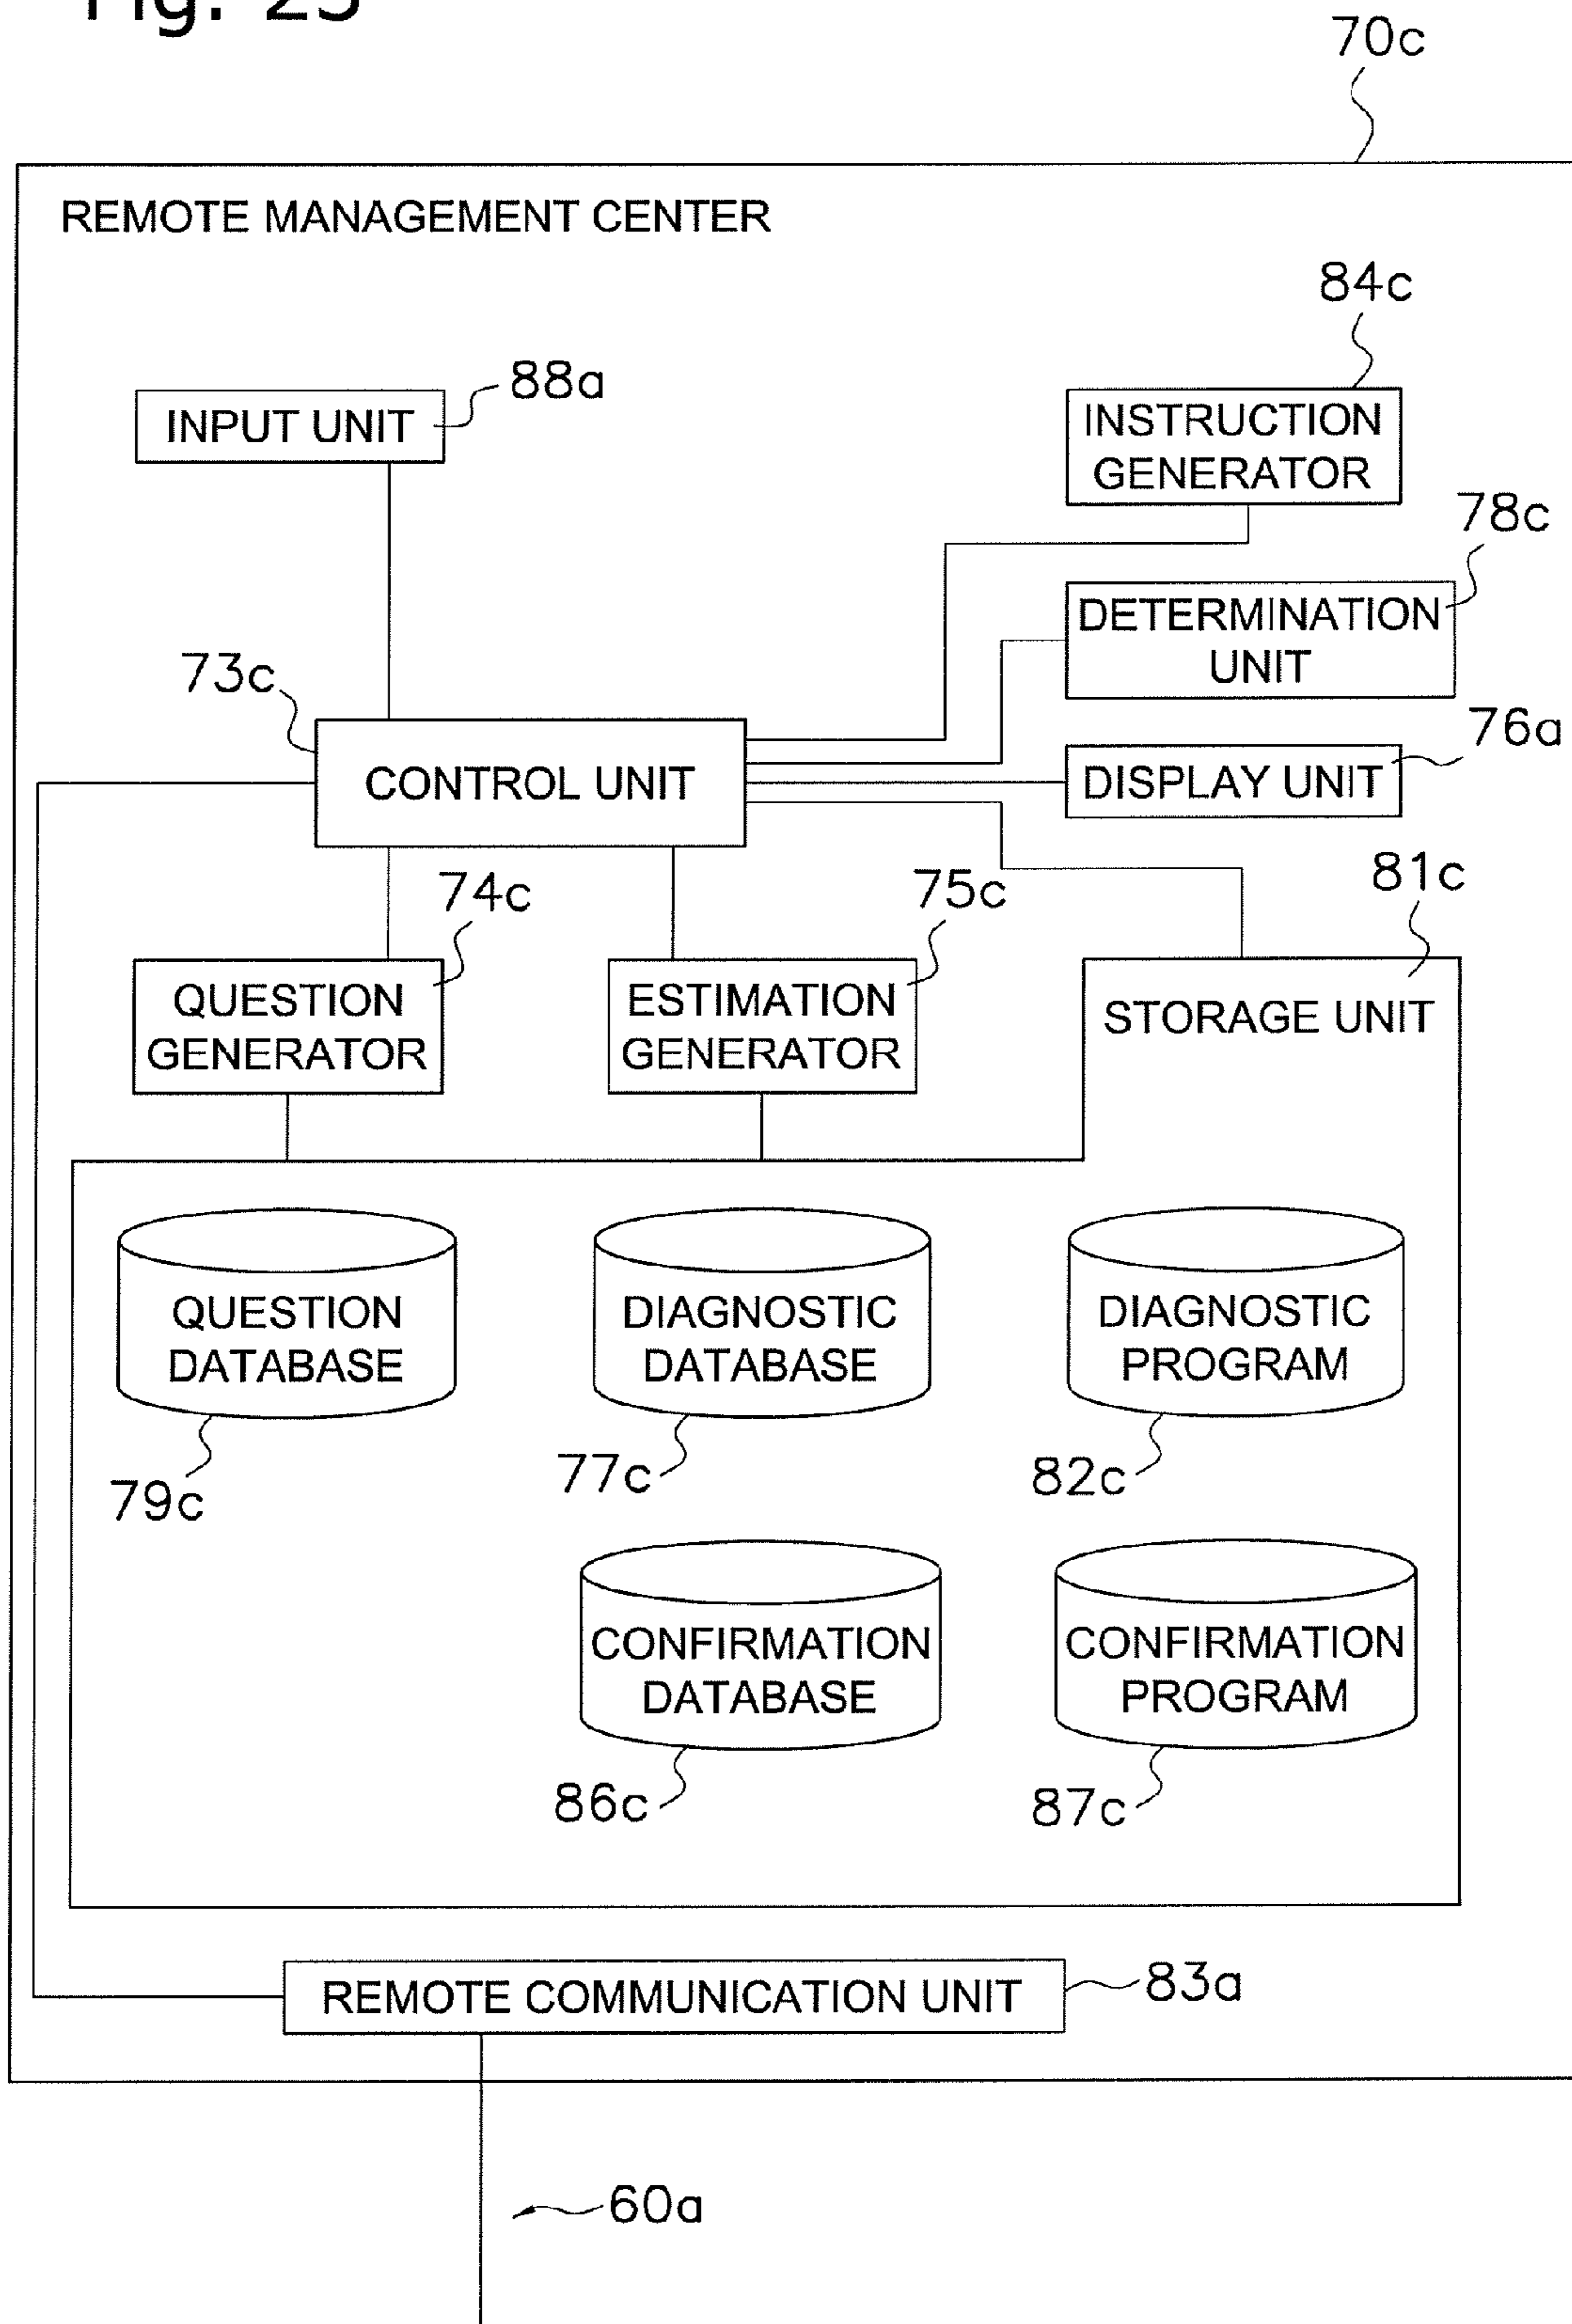 Fig. 23
70c
REMOTE MANAGEMENT CENTER
84c
88a
INPUT UNIT
INSTRUCTION
GENERATOR
78c
DETERMINATION
UNIT
73c
76a
CONTROL UNIT
DISPLAY UNIT
74c
75c
81c
QUESTION
GENERATOR
ESTIMATION
GENERATOR
STORAGE UNIT
QUESTION
DATABASE
DIAGNOSTIC
DATABASE
DIAGNOSTIC
PROGRAM
79c
77c
82c
CONFIRMATION
DATABASE
CONFIRMATION
PROGRAM
86c
87c
REMOTE COMMUNICATION UNIT
83a
60a